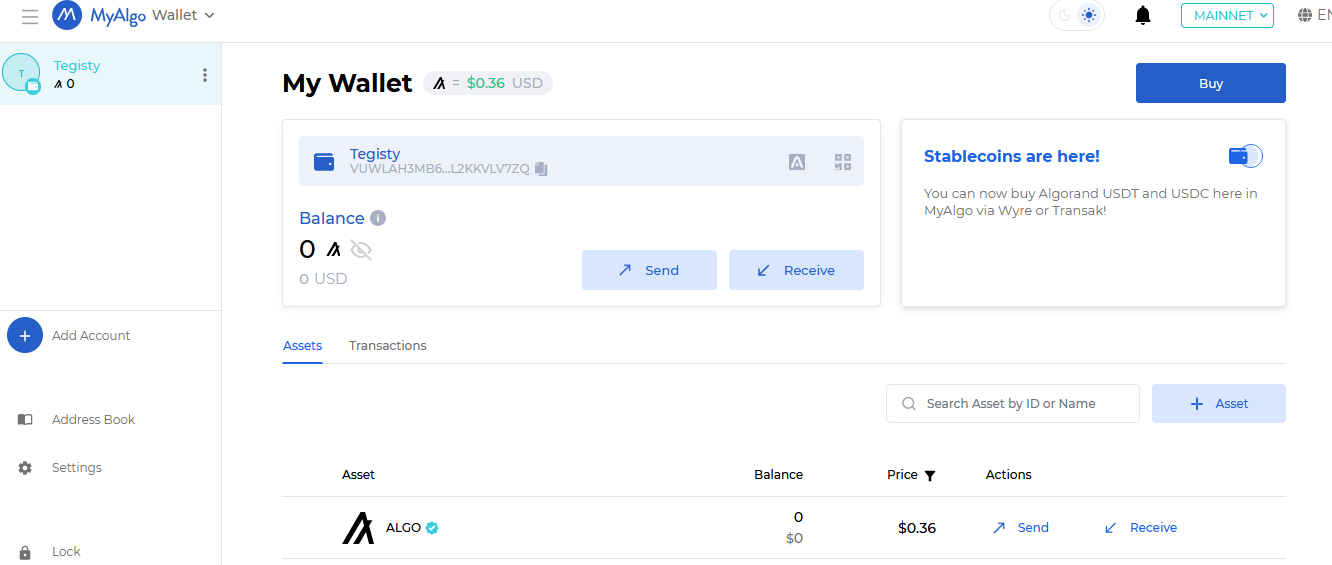 MyAlgo Wallet
MAINNET
EN
T
Tegisty
0
My Wallet
= $0.36 USD
Buy
Tegisty
VUWLAH3MB6...L2KKVLV7ZQ
Balance i
0
0 USD
Send
Receive
Stablecoins are here!
You can now buy Algorand USDT and USDC here in
MyAlgo via Wyre or Transak!
Add Account
Address Book
Settings
Lock
Assets
Transactions
Search Asset by ID or Name
+ Asset
Asset
Balance
Price
Actions
ALGO
0
$0
$0.36
Send
Receive